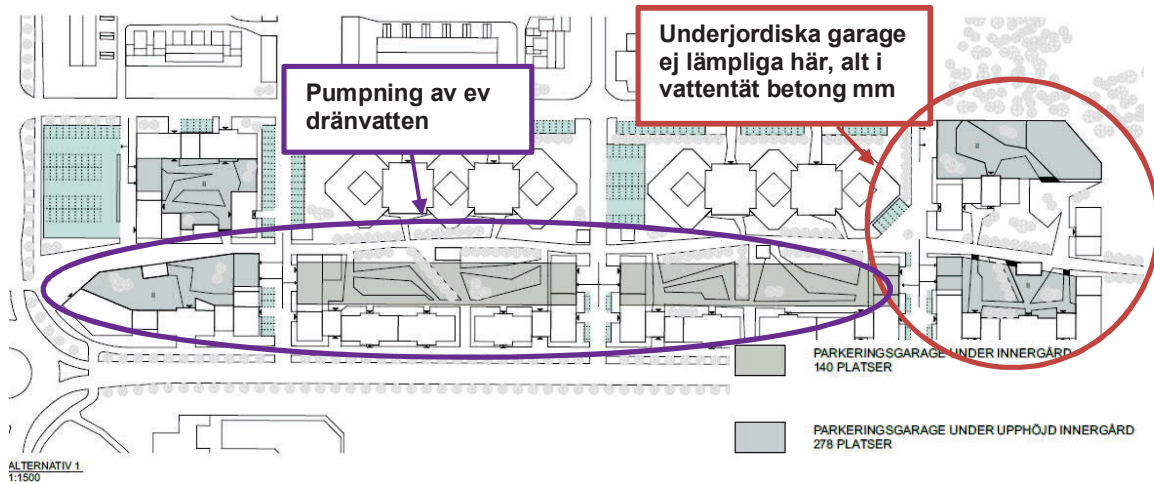 Underjordiska garage
ej lämpliga här, alt i
vattentät betong mm
Pumpning av ev
dränvatten
PARKERINGSGARAGE UNDER INNERGÅRD
140 PLATSER
PARKERINGSGARAGE UNDER UPPHÖJD INNERGÅRD
278 PLATSER
ALTERNATIV 1
1:1500